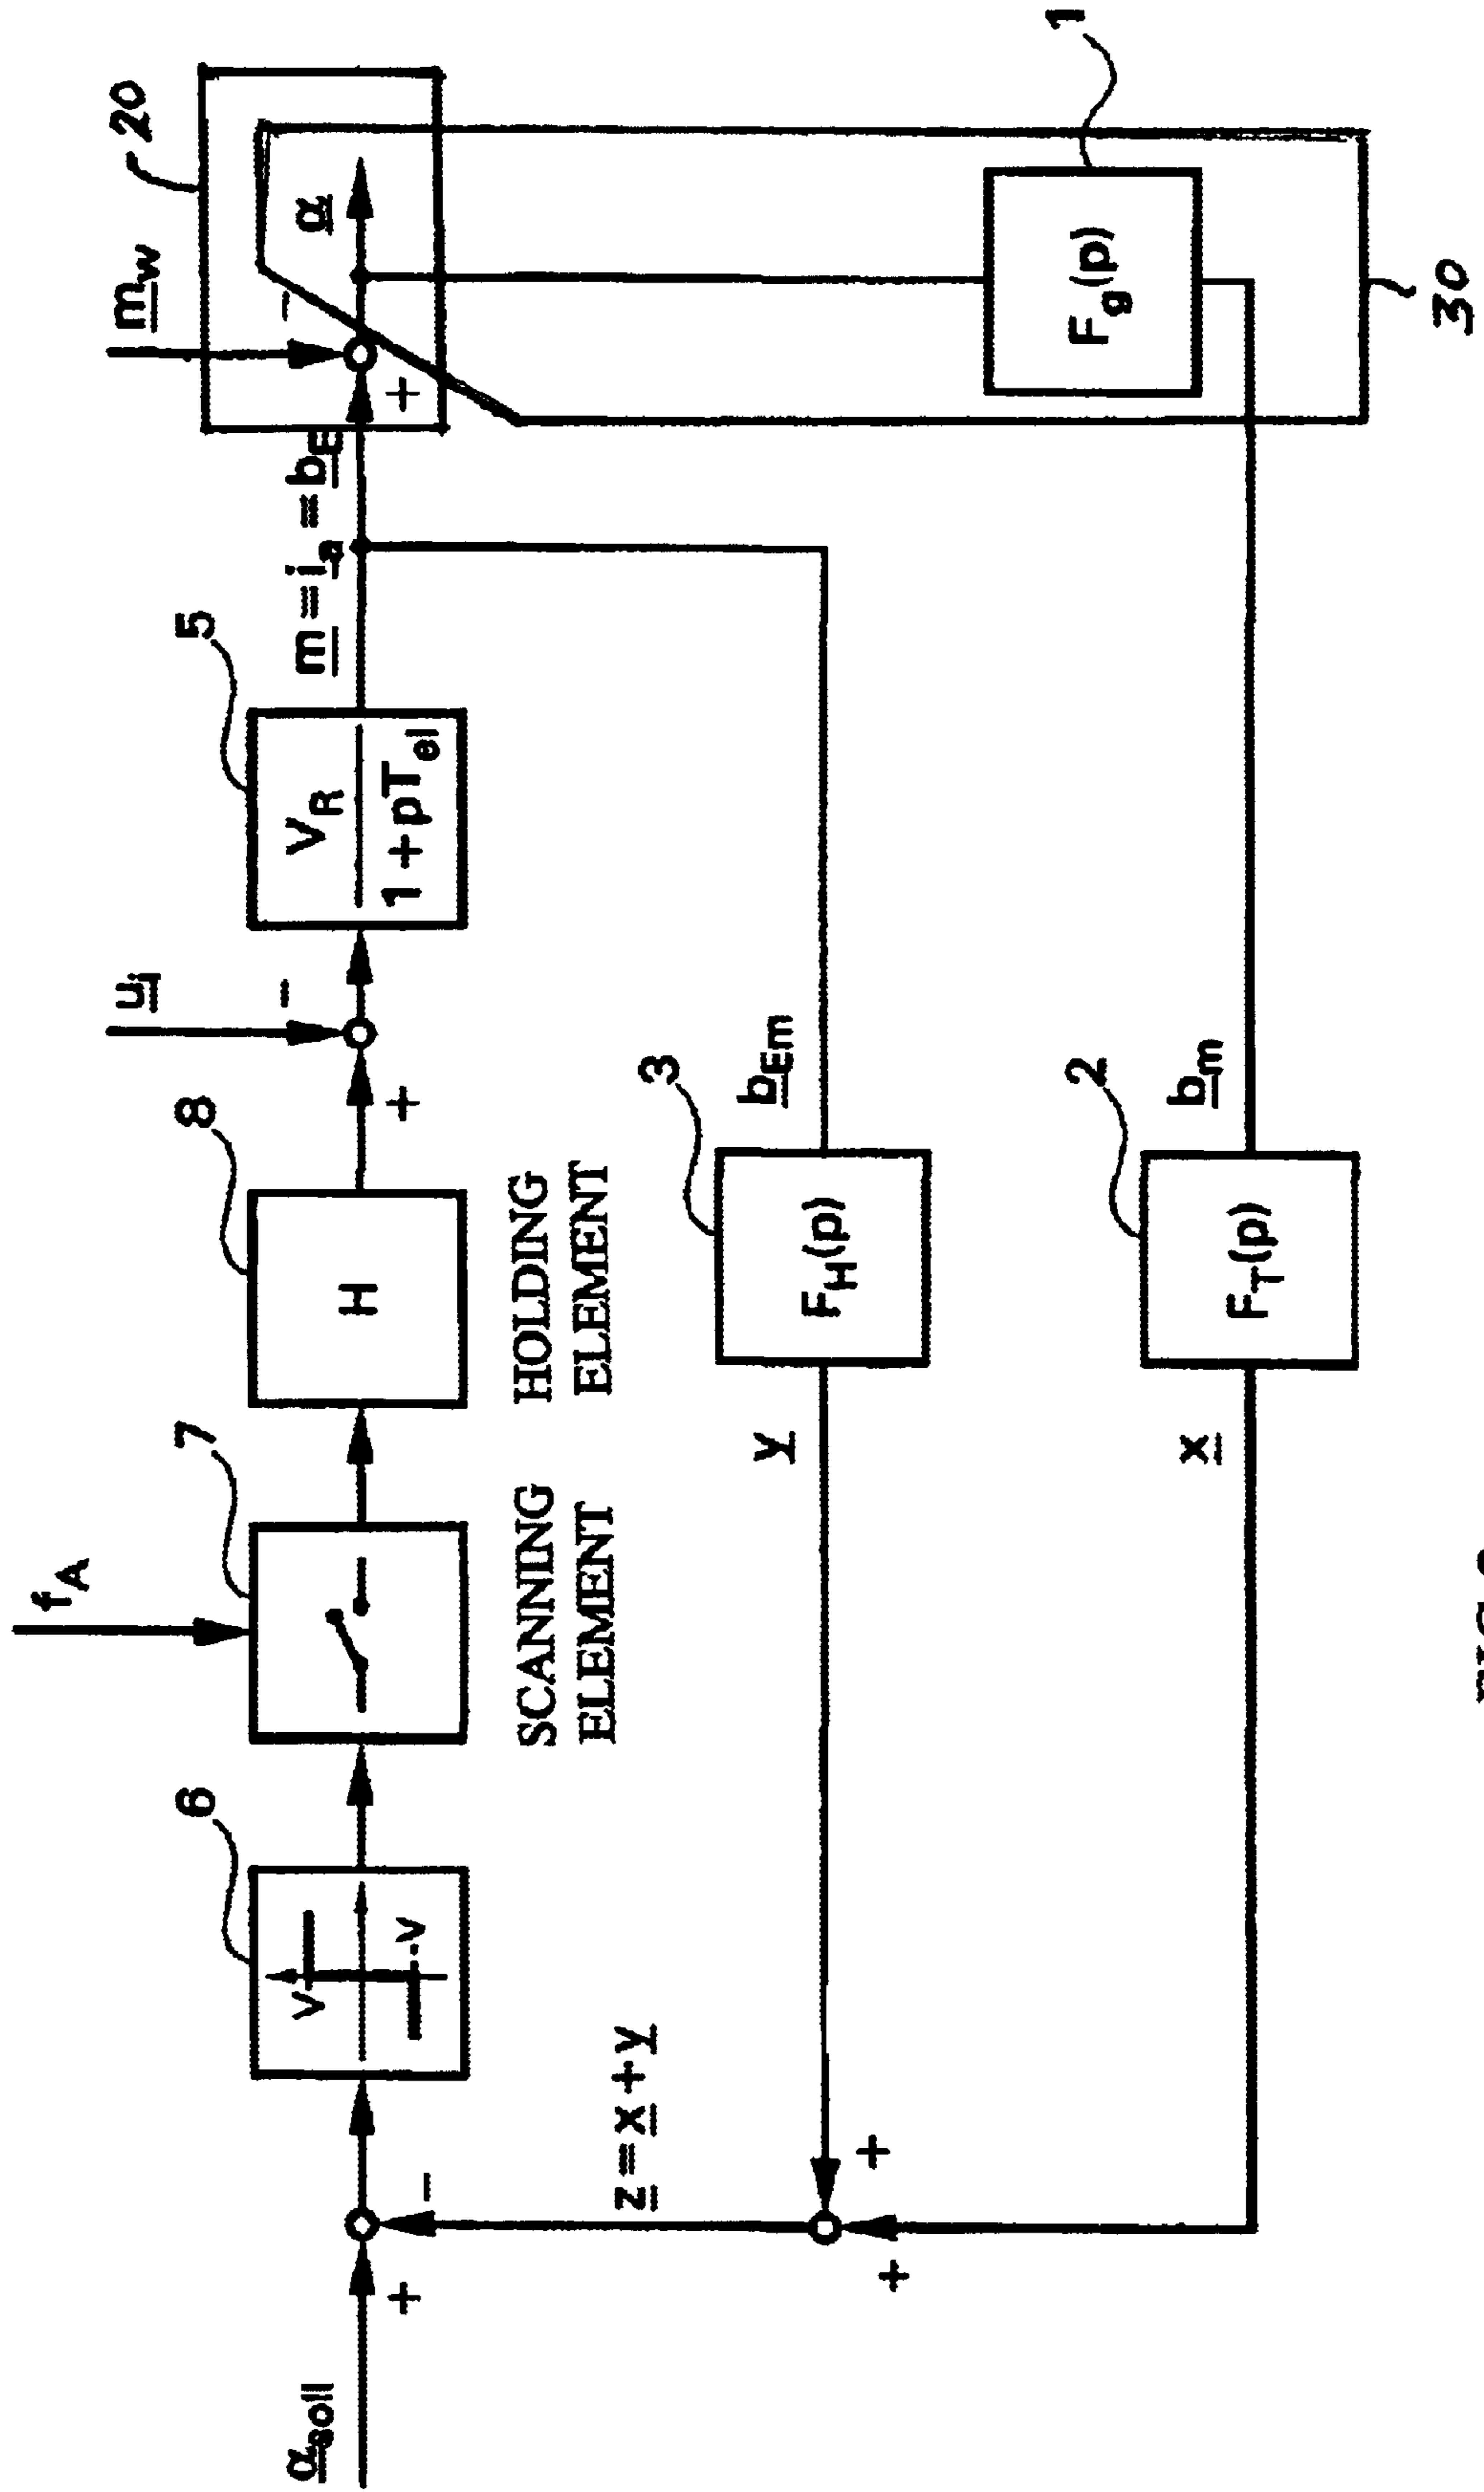 f_A
u_i
m_w
20
6
7
8
5
α_soll
+
−
v
-v
H
+
−
V_R
1 + pT_el
m = i_a = b_E
+
−
α
SCANNING
ELEMENT
HOLDING
ELEMENT
z = x + y
3
y
F_H(p)
b_Em
+
+
2
x
F_T(p)
b_m
F_g(p)
1
30